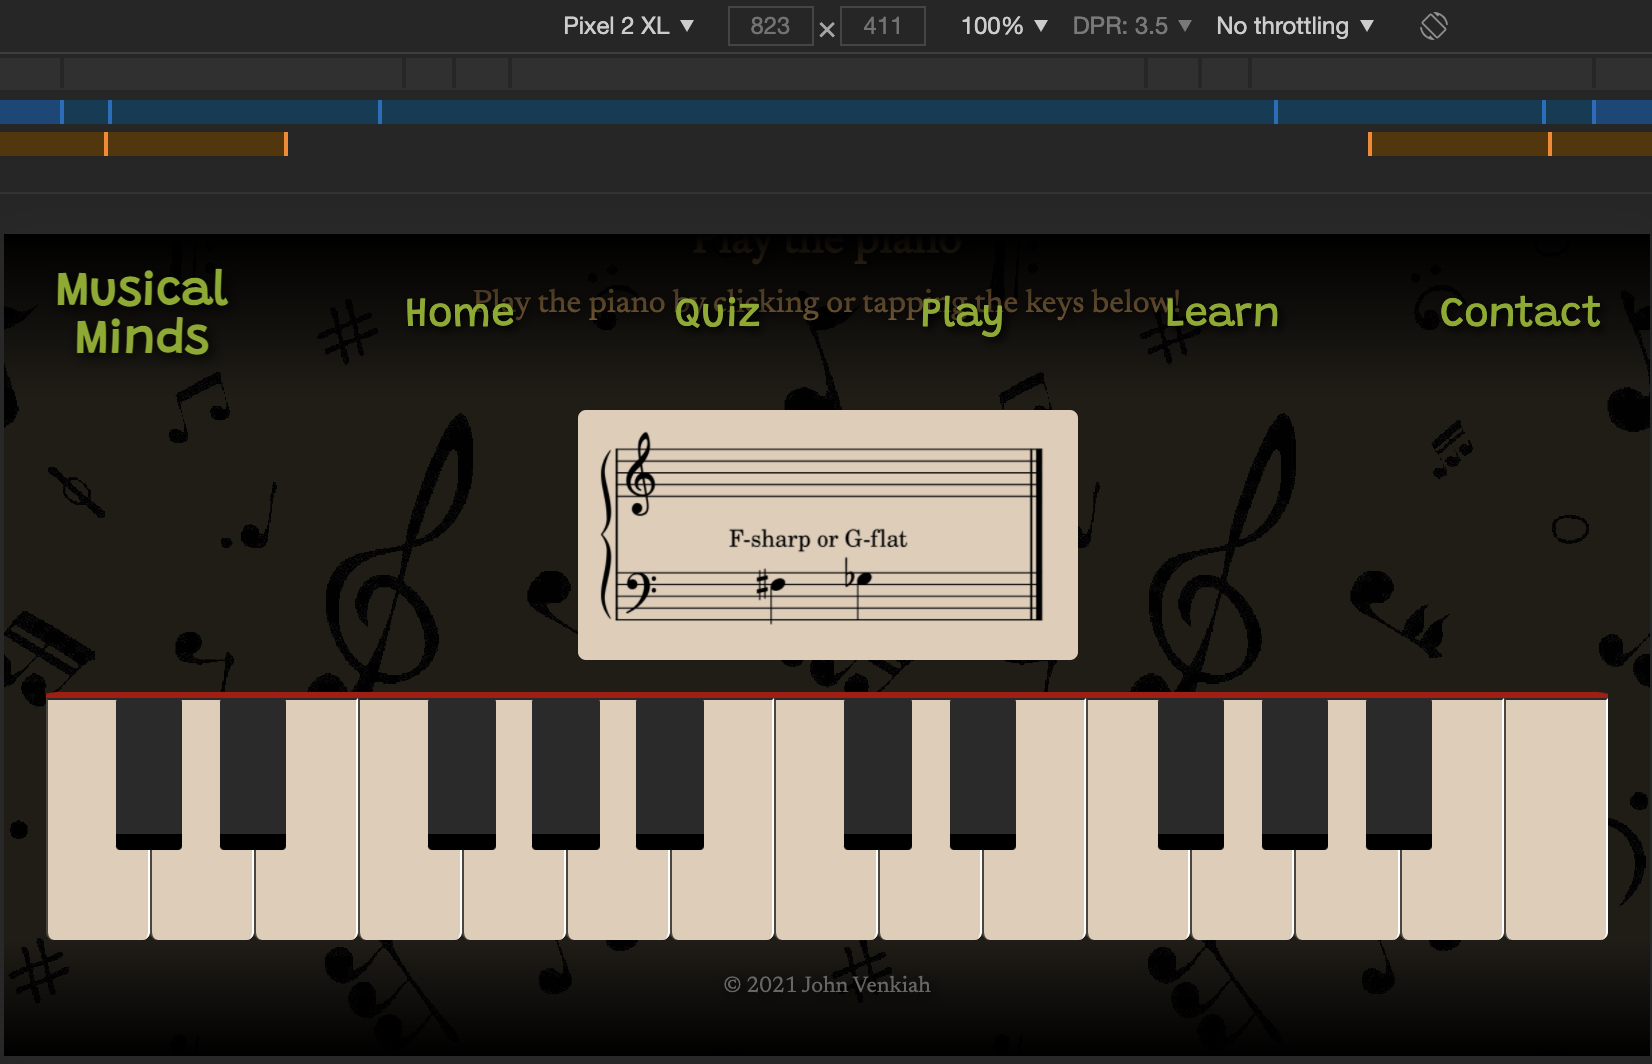 Pixel 2 XL ▼ 823 × 411 100% ▼ DPR: 3.5 ▼ No throttling ▼
Play the piano
Play the piano by clicking or tapping the keys below!
Musical
Minds
Home Quiz Play Learn Contact
F-sharp or G-flat
© 2021 John Venkiah